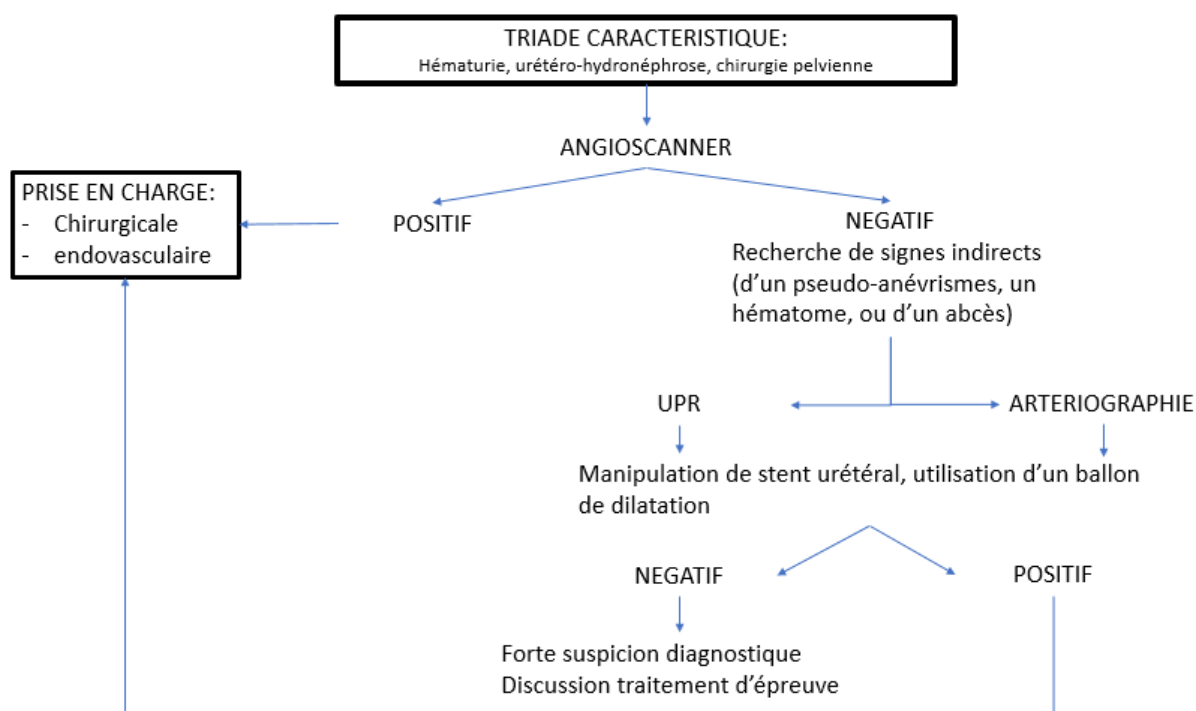 TRIADE CARACTERISTIQUE:
Hématurie, urétéro-hydronéphrose, chirurgie pelvienne
ANGIOSCANNER
PRISE EN CHARGE:
- Chirurgicale
- endovasculaire
POSITIF
NEGATIF
Recherche de signes indirects
(d'un pseudo-anévrismes, un
hématome, ou d'un abcès)
UPR
ARTERIOGRAPHIE
Manipulation de stent urétéral, utilisation d'un ballon
de dilatation
NEGATIF
POSITIF
Forte suspicion diagnostique
Discussion traitement d'épreuve